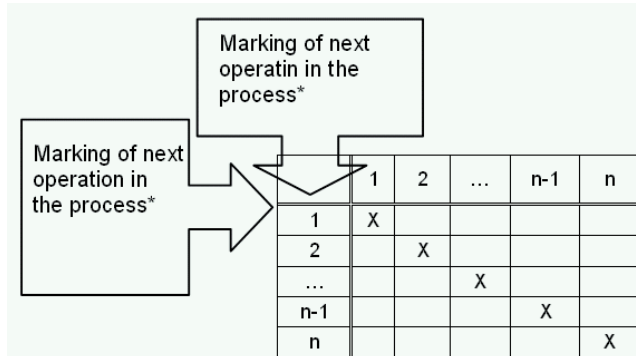 Marking of next
operatin in the
process*
Marking of next
operation in
the process*
1 2 ... n-1 n
1 X
2 X
... X
n-1 X
n X